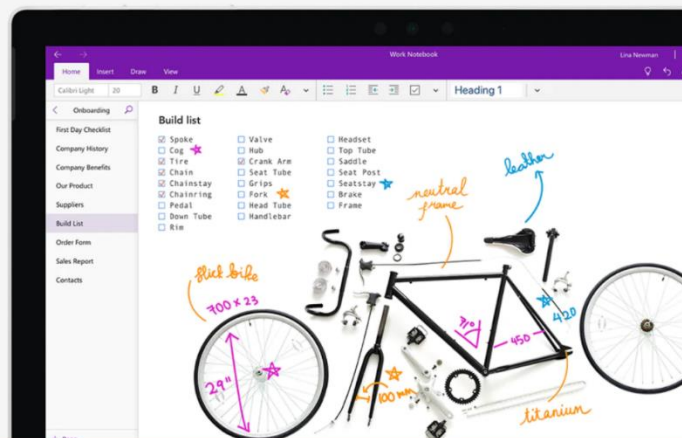 Work Notebook
Lina Newman
Home Insert Draw View
Calibri Light 20 B I U A Heading 1
Onboarding
First Day Checklist
Company History
Company Benefits
Our Product
Suppliers
Build List
Order Form
Sales Report
Contacts
Build list
Spoke
Cog
Tire
Chain
Chainstay
Chainring
Pedal
Down Tube
Rim
Valve
Hub
Crank Arm
Seat Tube
Grips
Fork
Head Tube
Handlebar
Headset
Top Tube
Saddle
Seat Post
Seatstay
Brake
Frame
leather
neutral
frame
slick bike
700 x 23
29"
71°
450
420
100 mm
titanium